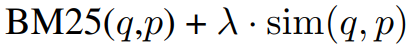 BM25(q,p) + λ · sim(q, p)